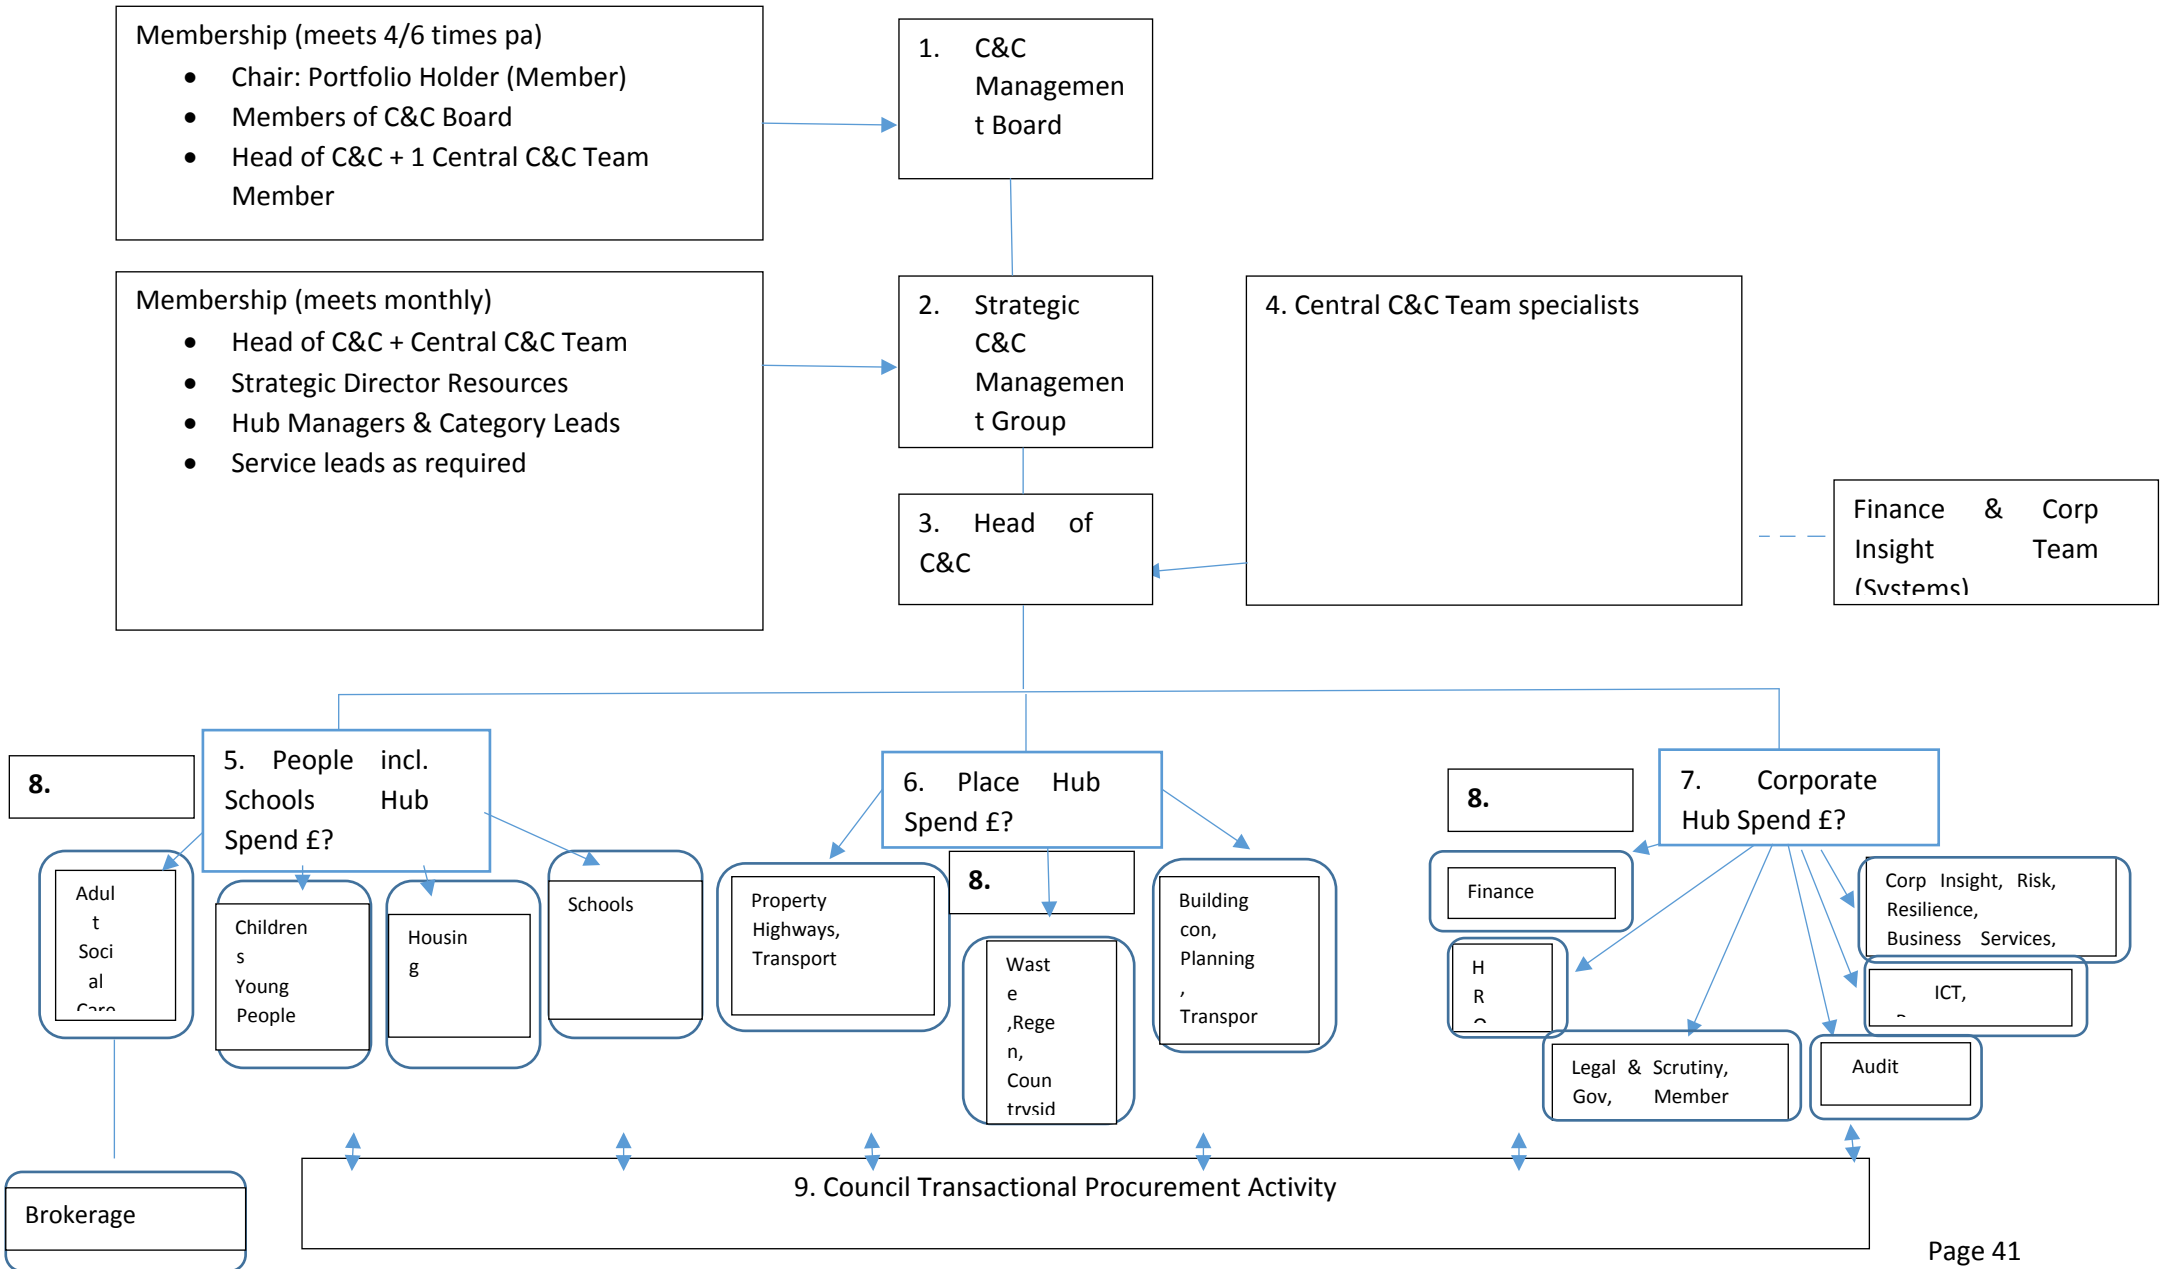 Membership (meets 4/6 times pa)
• Chair: Portfolio Holder (Member)
• Members of C&C Board
• Head of C&C + 1 Central C&C Team
Member
1. C&C
Managemen
t Board
Membership (meets monthly)
• Head of C&C + Central C&C Team
• Strategic Director Resources
• Hub Managers & Category Leads
• Service leads as required
2. Strategic
C&C
Managemen
t Group
4. Central C&C Team specialists
3. Head of
C&C
Finance & Corp
Insight Team
(Systems)
8.
5. People incl.
Schools Hub
Spend £?
6. Place Hub
Spend £?
8.
7. Corporate
Hub Spend £?
Adul
t
Soci
al
Care
Children
s
Young
People
Housin
g
Schools
Property
Highways,
Transport
8.
Wast
e
,Rege
n,
Coun
trysid
Building
con,
Planning
,
Transpor
Finance
H
R
Corp Insight, Risk,
Resilience,
Business Services,
ICT,
Legal & Scrutiny,
Gov, Member
Audit
Brokerage
9. Council Transactional Procurement Activity
Page 41